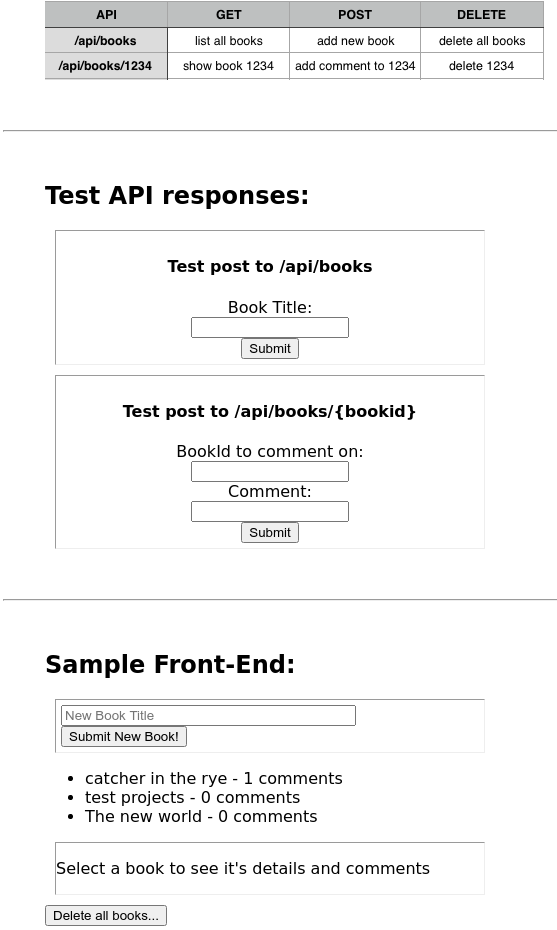 API GET POST DELETE
/api/books list all books add new book delete all books
/api/books/1234 show book 1234 add comment to 1234 delete 1234
Test API responses:
Test post to /api/books
Book Title:
Submit
Test post to /api/books/{bookid}
BookId to comment on:
Comment:
Submit
Sample Front-End:
New Book Title
Submit New Book!
• catcher in the rye - 1 comments
• test projects - 0 comments
• The new world - 0 comments
Select a book to see it's details and comments
Delete all books...